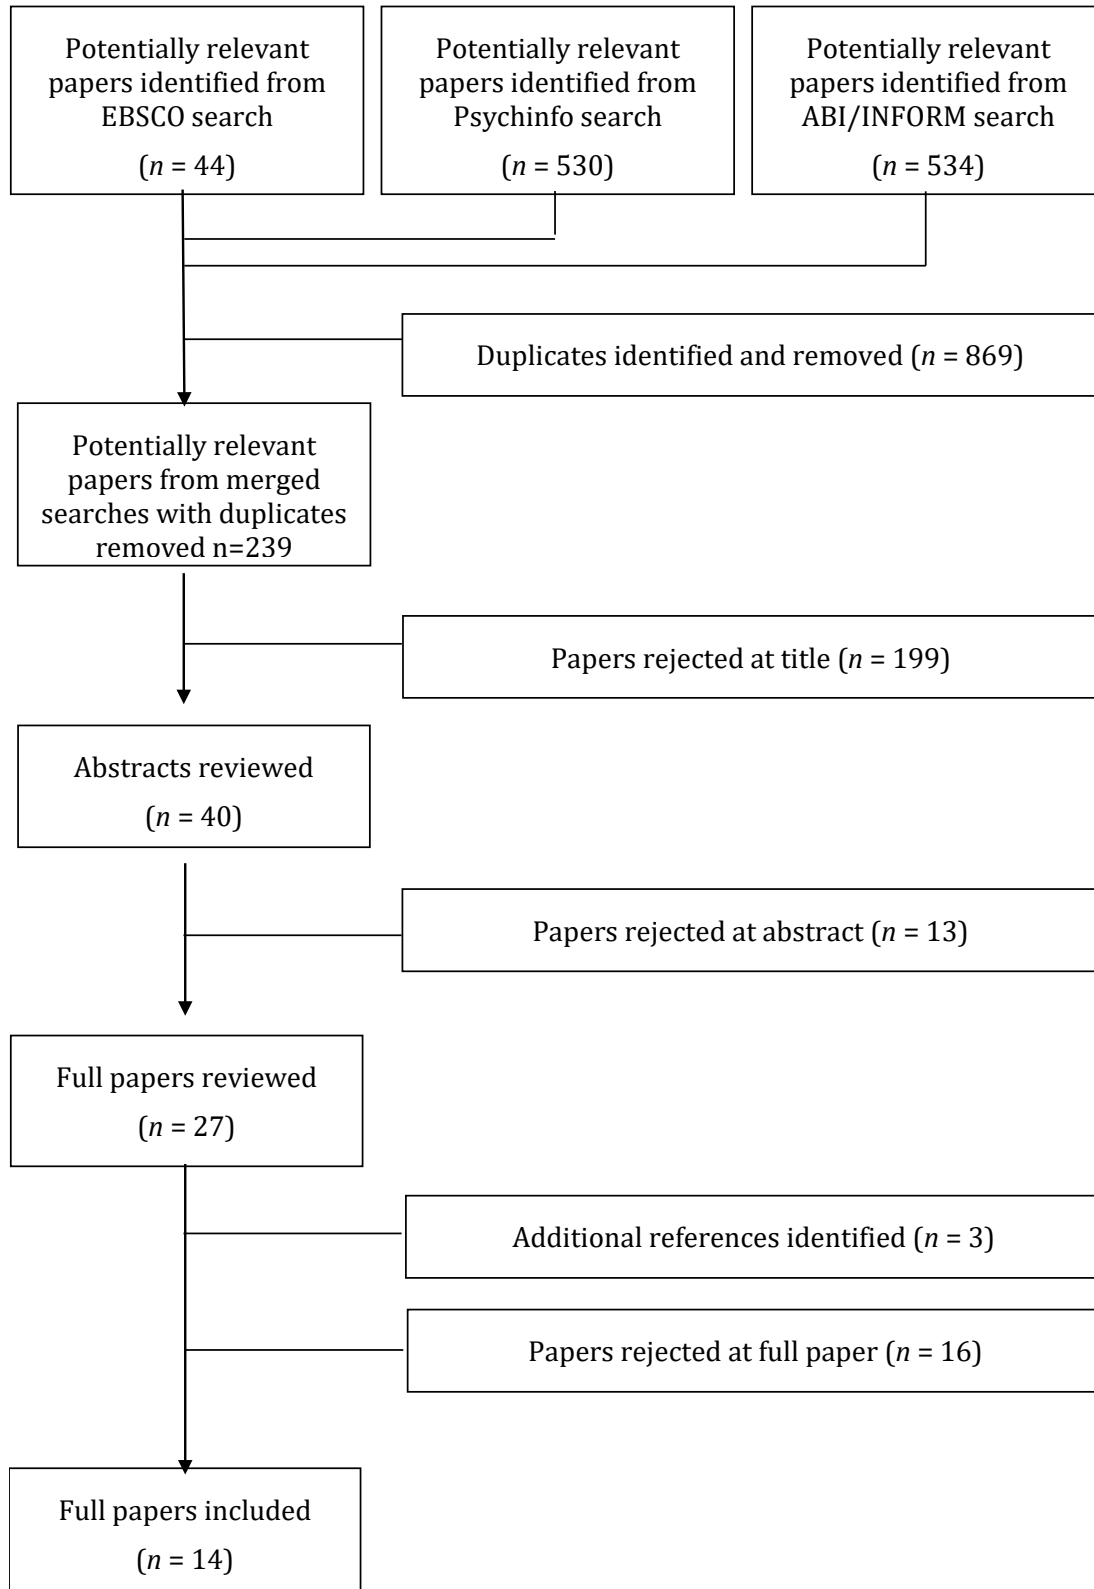 Potentially relevant
papers identified from
EBSCO search
(n = 44)
Potentially relevant
papers identified from
Psychinfo search
(n = 530)
Potentially relevant
papers identified from
ABI/INFORM search
(n = 534)
Duplicates identified and removed (n = 869)
Potentially relevant
papers from merged
searches with duplicates
removed n=239
Papers rejected at title (n = 199)
Abstracts reviewed
(n = 40)
Papers rejected at abstract (n = 13)
Full papers reviewed
(n = 27)
Additional references identified (n = 3)
Papers rejected at full paper (n = 16)
Full papers included
(n = 14)